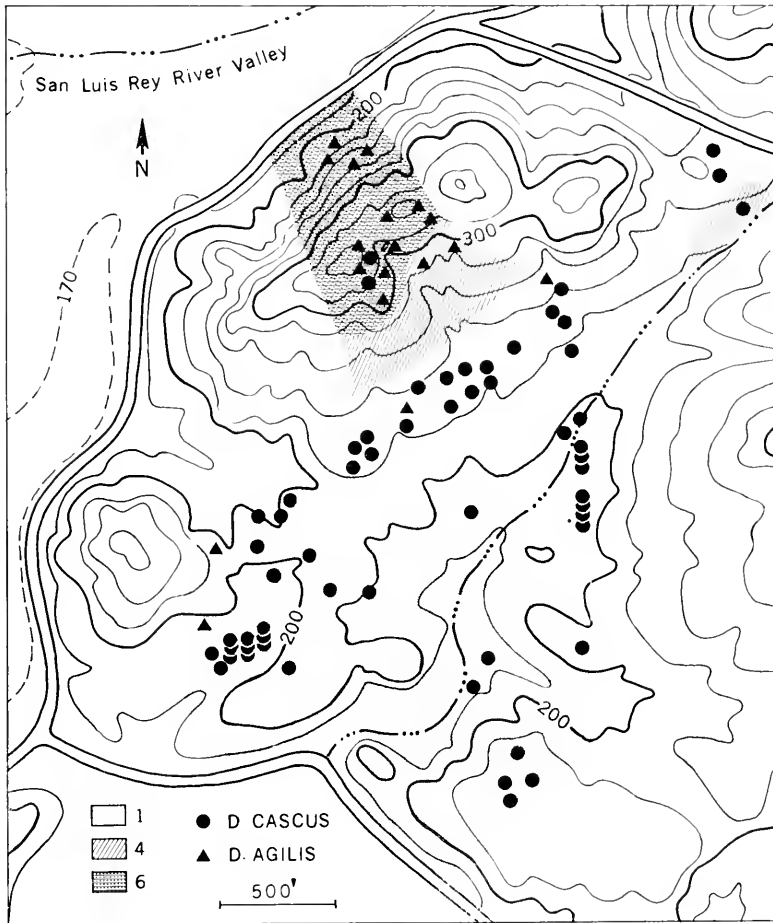 San Luis Rey River Valley
200
N
300
170
200
200
1
4
6
D CASCUS
D. AGILIS
500'